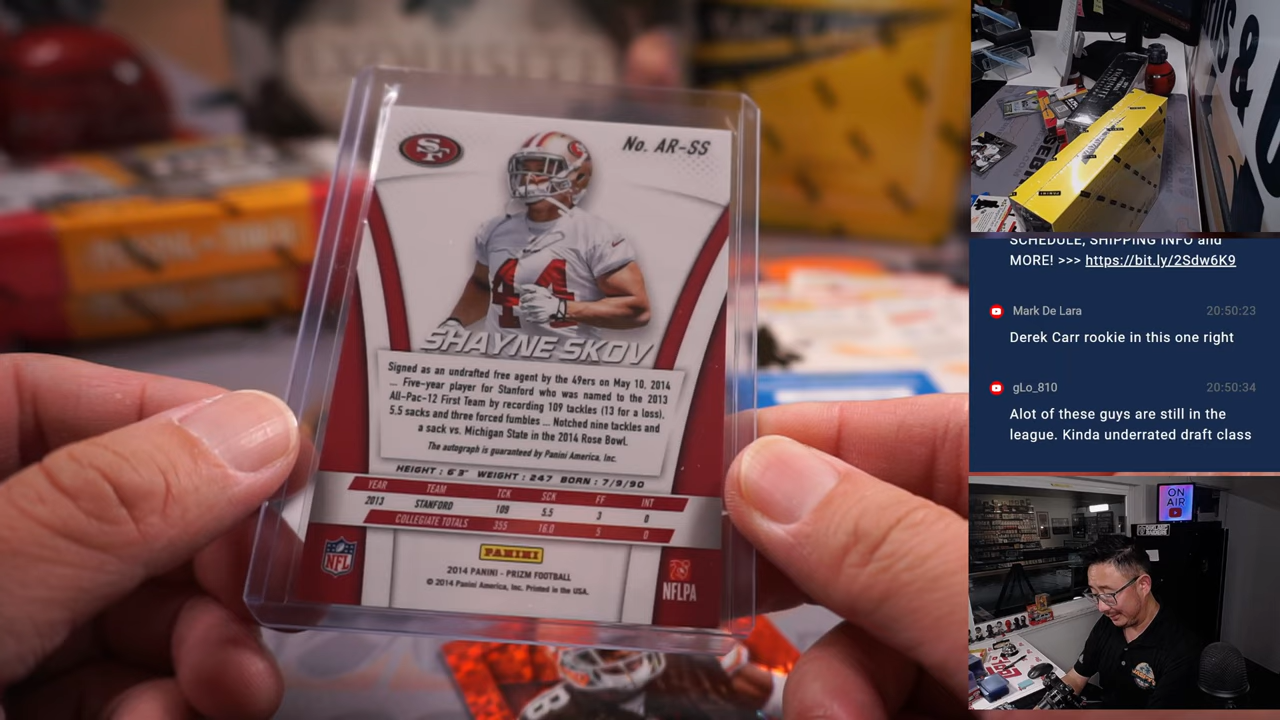 SF
No. AR-SS
44
SHAYNE SKOV
Signed as an undrafted free agent by the 49ers on May 10, 2014
... Five-year player for Stanford who was named to the 2013
All-Pac-12 First Team by recording 109 tackles (13 for a loss),
5.5 sacks and three forced fumbles ... Notched nine tackles and
a sack vs. Michigan State in the 2014 Rose Bowl.
The autograph is guaranteed by Panini America, Inc.
HEIGHT: 6'3" WEIGHT: 247 BORN: 7/9/90
YEAR TEAM TCK SCK FF INT
2013 STANFORD 109 5.5 3 0
COLLEGIATE TOTALS 355 16.0 5 0
NFL
PANINI
NFLPA
2014 PANINI - PRIZM FOOTBALL
© 2014 Panini America, Inc. Printed in the USA.
SCHEDULE, SHIPPING INFO and
MORE! >>> https://bit.ly/2Sdw6K9
Mark De Lara 20:50:23
Derek Carr rookie in this one right
gLo_810 20:50:34
Alot of these guys are still in the
league. Kinda underrated draft class
ON
AIR